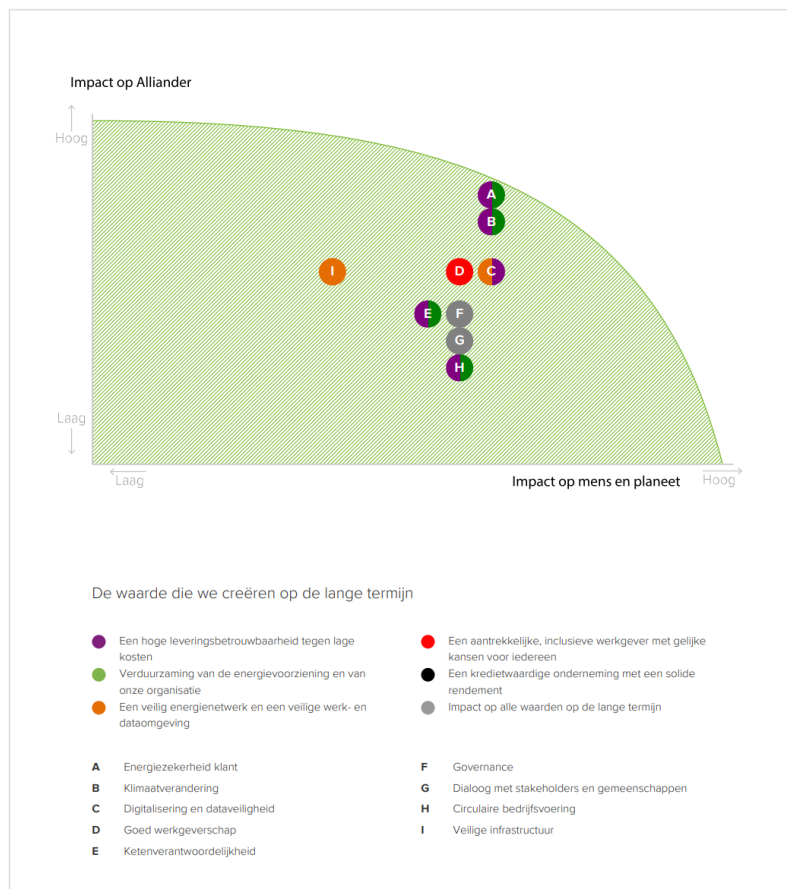 Impact op Alliander
Hoog
A
B
I
D
C
E
F
G
H
Laag
Laag
Impact op mens en planeet
Hoog
De waarde die we creëren op de lange termijn
Een hoge leveringsbetrouwbaarheid tegen lage
kosten
Verduurzaming van de energievoorziening en van
onze organisatie
Een veilig energienetwerk en een veilige werk- en
dataomgeving
Een aantrekkelijke, inclusieve werkgever met gelijke
kansen voor iedereen
Een kredietwaardige onderneming met een solide
rendement
Impact op alle waarden op de lange termijn
A Energiezekerheid klant
B Klimaatverandering
C Digitalisering en dataveiligheid
D Goed werkgeverschap
E Ketenverantwoordelijkheid
F Governance
G Dialoog met stakeholders en gemeenschappen
H Circulaire bedrijfsvoering
I Veilige infrastructuur